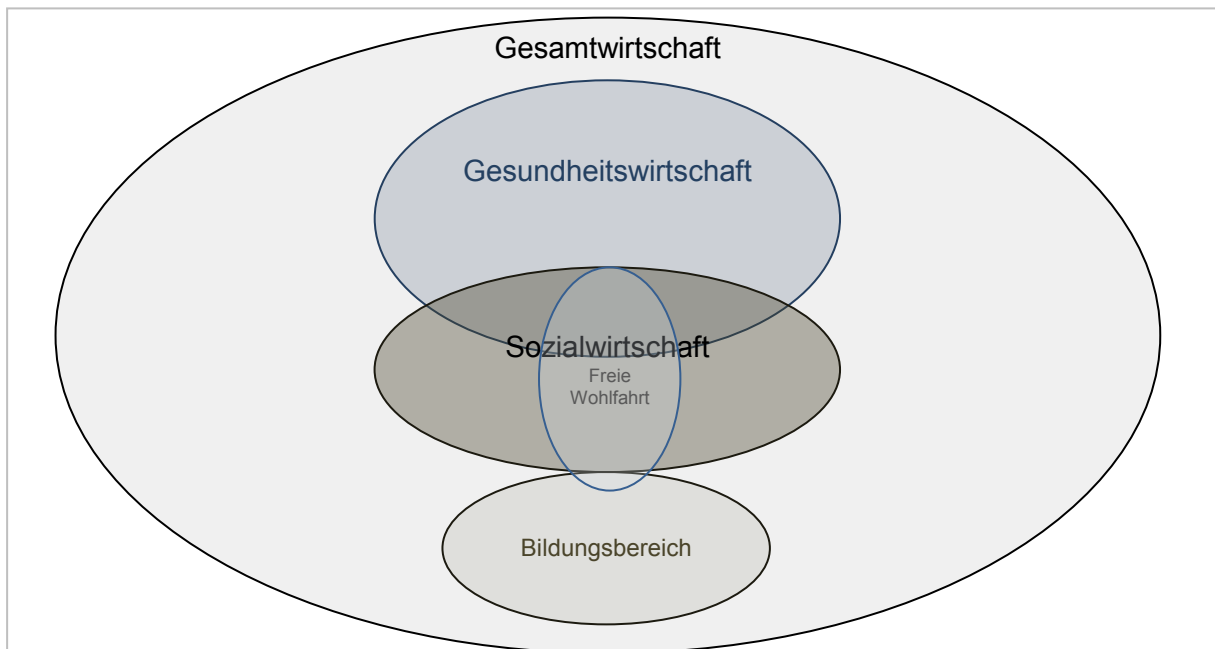 Gesamtwirtschaft
Gesundheitswirtschaft
Sozialwirtschaft
Freie
Wohlfahrt
Bildungsbereich